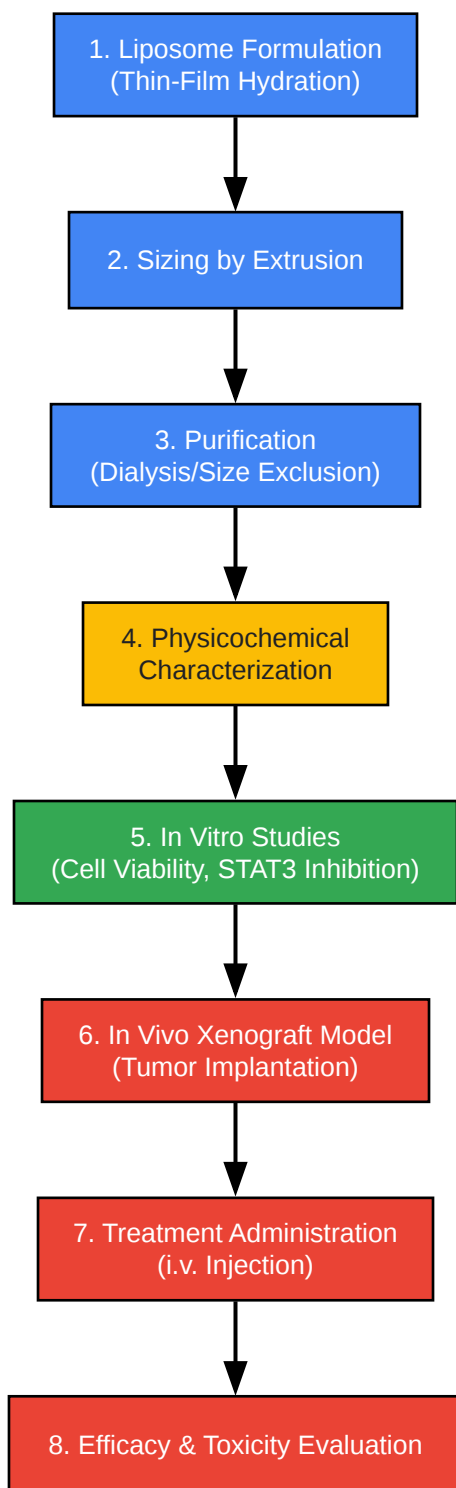 1. Liposome Formulation
(Thin-Film Hydration)
2. Sizing by Extrusion
3. Purification
(Dialysis/Size Exclusion)
4. Physicochemical
Characterization
5. In Vitro Studies
(Cell Viability, STAT3 Inhibition)
6. In Vivo Xenograft Model
(Tumor Implantation)
7. Treatment Administration
(i.v. Injection)
8. Efficacy & Toxicity Evaluation